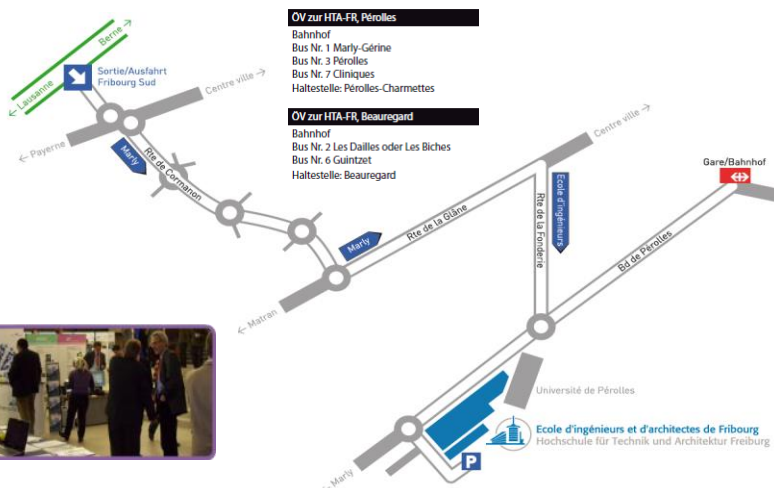 ÖV zur HTA-FR, Pérolles
Bahnhof
Bus Nr. 1 Marly-Gérine
Bus Nr. 3 Pérolles
Bus Nr. 7 Cliniques
Haltestelle: Pérolles-Charmettes
ÖV zur HTA-FR, Beauregard
Bahnhof
Bus Nr. 2 Les Dailles oder Les Biches
Bus Nr. 6 Guintzet
Haltestelle: Beauregard
Berne →
← Lausanne
Sortie/Ausfahrt
Fribourg Sud
Centre ville →
← Payerne
Marly
Rte de Cormanon
Centre ville →
Marly
Rte de la Glâne
← Matran
Ecole d'ingénieurs
Rte de la Fonderie
Gare/Bahnhof
Bd de Pérolles
Université de Pérolles
Ecole d'ingénieurs et d'architectes de Fribourg
Hochschule für Technik und Architektur Freiburg
P
Marly